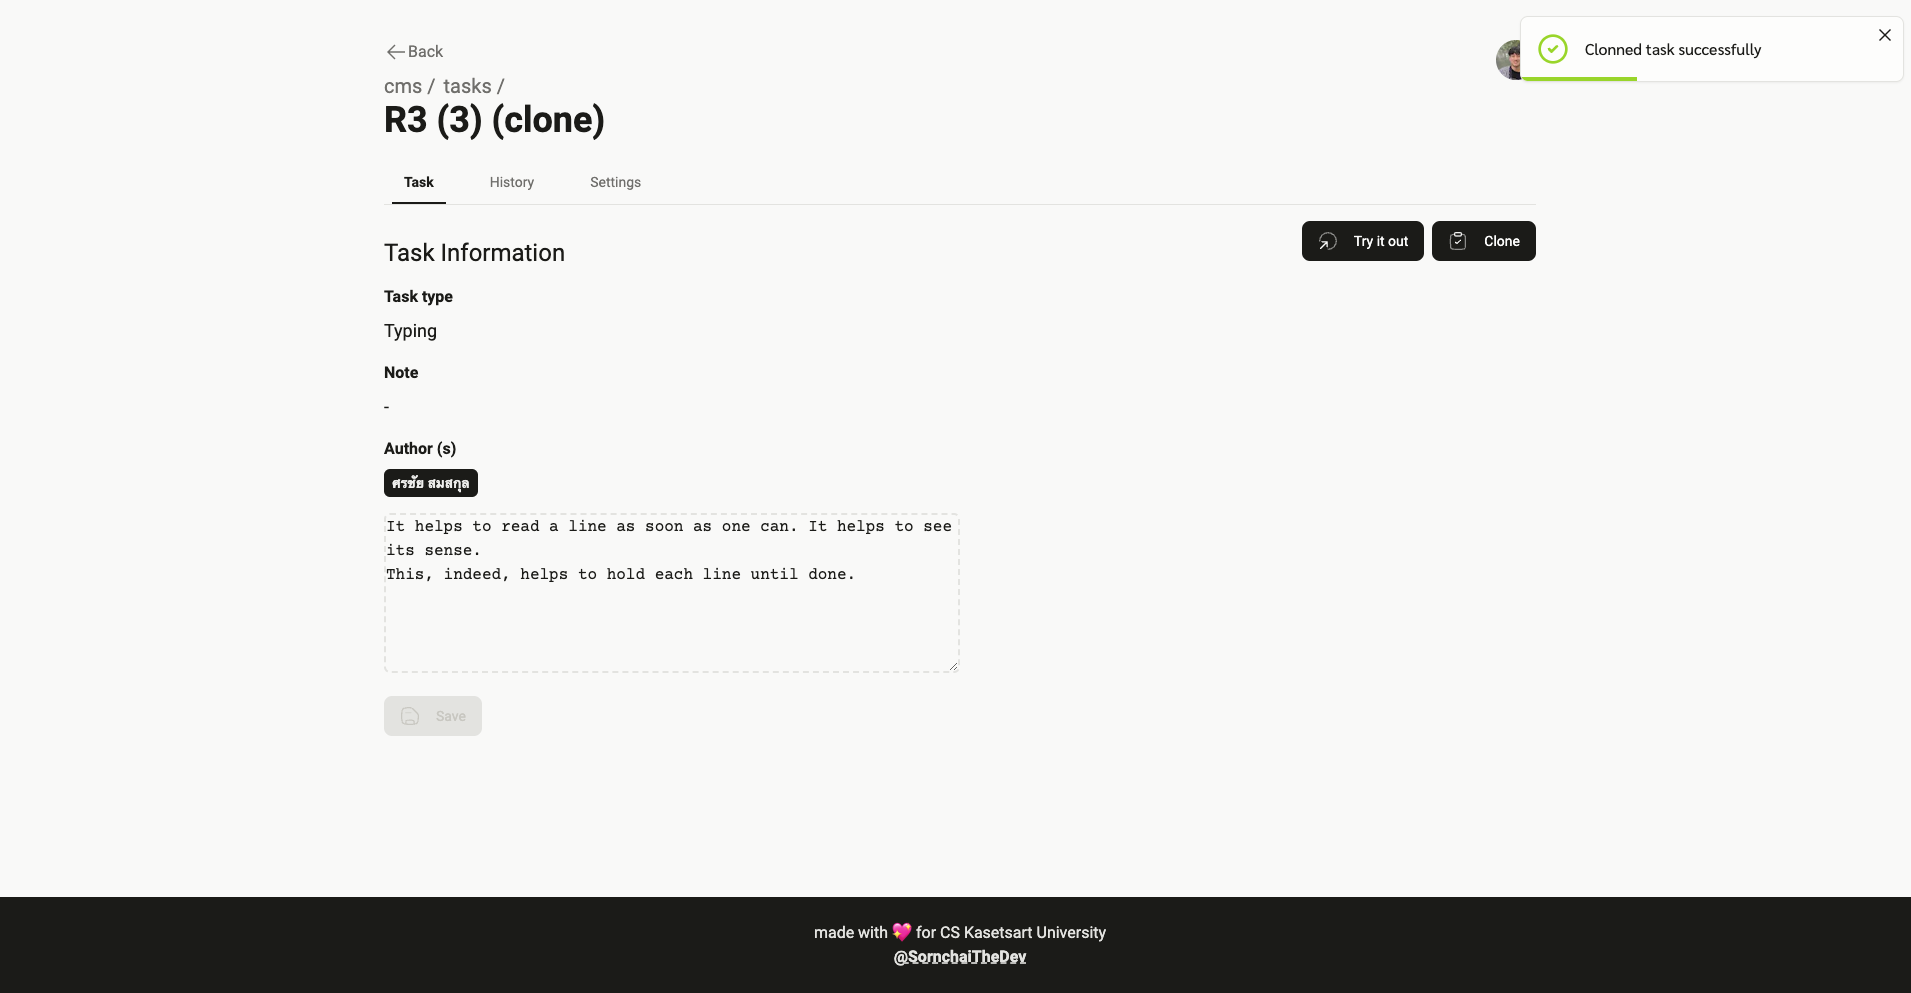 Back
cms / tasks /
R3 (3) (clone)
Clonned task successfully
Task History Settings
Task Information
Try it out Clone
Task type
Typing
Note
-
Author (s)
ศรชัย สมสกุล
It helps to read a line as soon as one can. It helps to see
its sense.
This, indeed, helps to hold each line until done.
Save
made with 💖 for CS Kasetsart University
@SornchaiTheDev